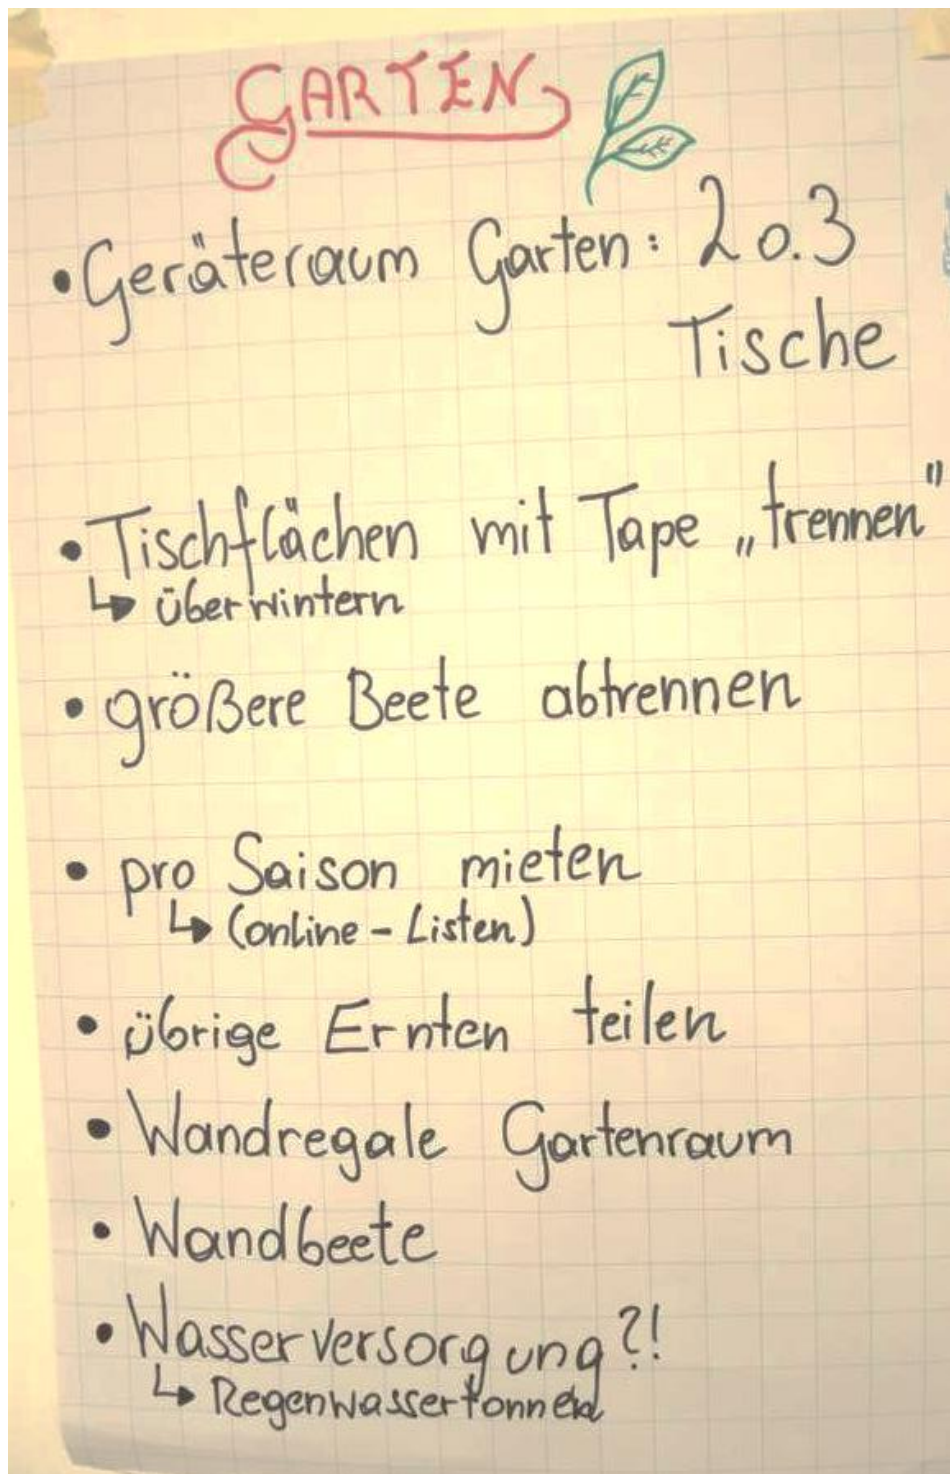 GARTEN
• Geräteraum Garten: 2 o. 3
Tische
• Tischflächen mit Tape „trennen"
↳ überwintern
• größere Beete abtrennen
• pro Saison mieten
↳ (online - Listen)
• übrige Ernten teilen
• Wandregale Gartenraum
• Wandbeete
• Wasserversorgung?!
↳ Regenwassertonnen